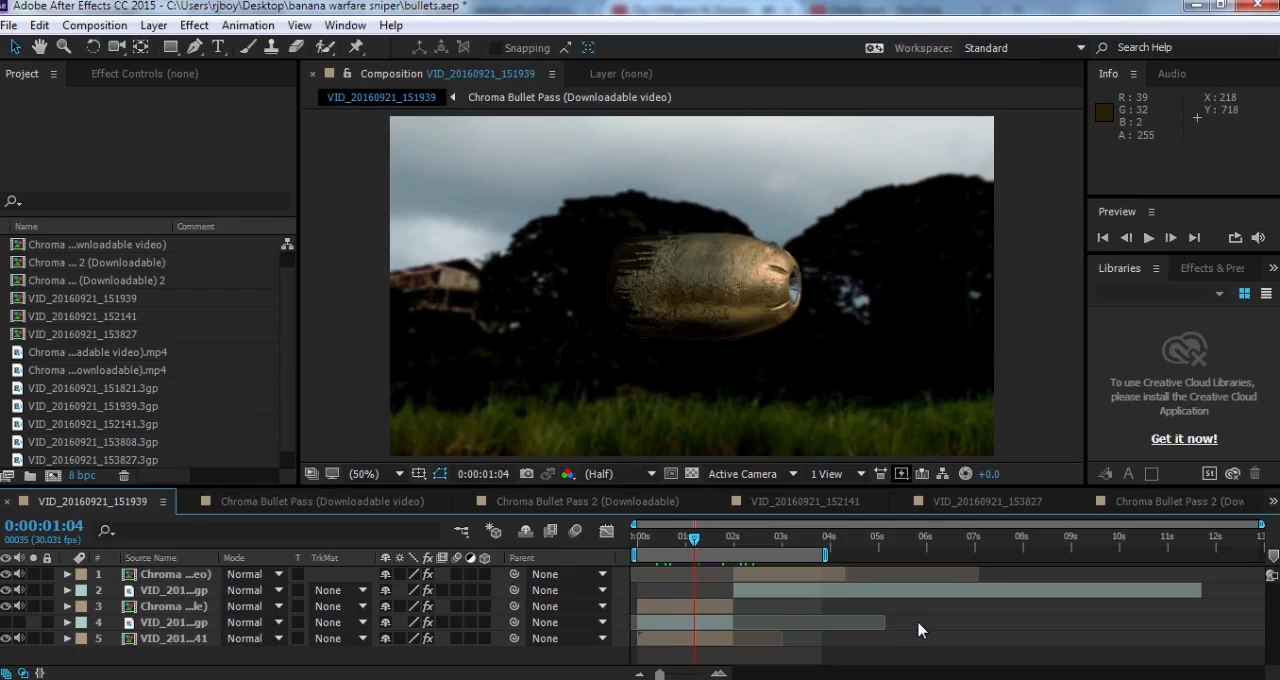 Adobe After Effects CC 2015 - C:\Users\rjboy\Desktop\banana warfare sniper\bullets.aep *
File Edit Composition Layer Effect Animation View Window Help
Snapping
Workspace: Standard
Search Help
Project
Effect Controls (none)
Composition VID_20160921_151939
Layer (none)
Info
Audio
VID_20160921_151939
Chroma Bullet Pass (Downloadable video)
R: 39
G: 32
B: 2
A: 255
X: 218
Y: 718
Name
Comment
Chroma ...wnloadable video)
Chroma ... 2 (Downloadable)
Chroma ... (Downloadable) 2
VID_20160921_151939
VID_20160921_152141
VID_20160921_153827
Chroma ...adable video).mp4
Chroma ...ownloadable).mp4
VID_20160921_151821.3gp
VID_20160921_151939.3gp
VID_20160921_152141.3gp
VID_20160921_153808.3gp
VID_20160921_153827.3gp
8 bpc
Preview
Libraries
Effects & Pre
To use Creative Cloud Libraries,
please install the Creative Cloud
Application
Get it now!
(50%)
0:00:01:04
(Half)
Active Camera
1 View
+0.0
VID_20160921_151939
Chroma Bullet Pass (Downloadable video)
Chroma Bullet Pass 2 (Downloadable)
VID_20160921_152141
VID_20160921_153827
Chroma Bullet Pass 2 (Dow
0:00:01:04
00035 (30.031 fps)
:00s 02s 03s 04s 05s 06s 07s 08s 09s 10s 11s 12s
# Source Name Mode T TrkMat Parent
1 Chroma ...eo) Normal None
2 VID_201...gp Normal None None
3 Chroma ...le) Normal None None
4 VID_201...gp Normal None None
5 VID_201...41 Normal None None